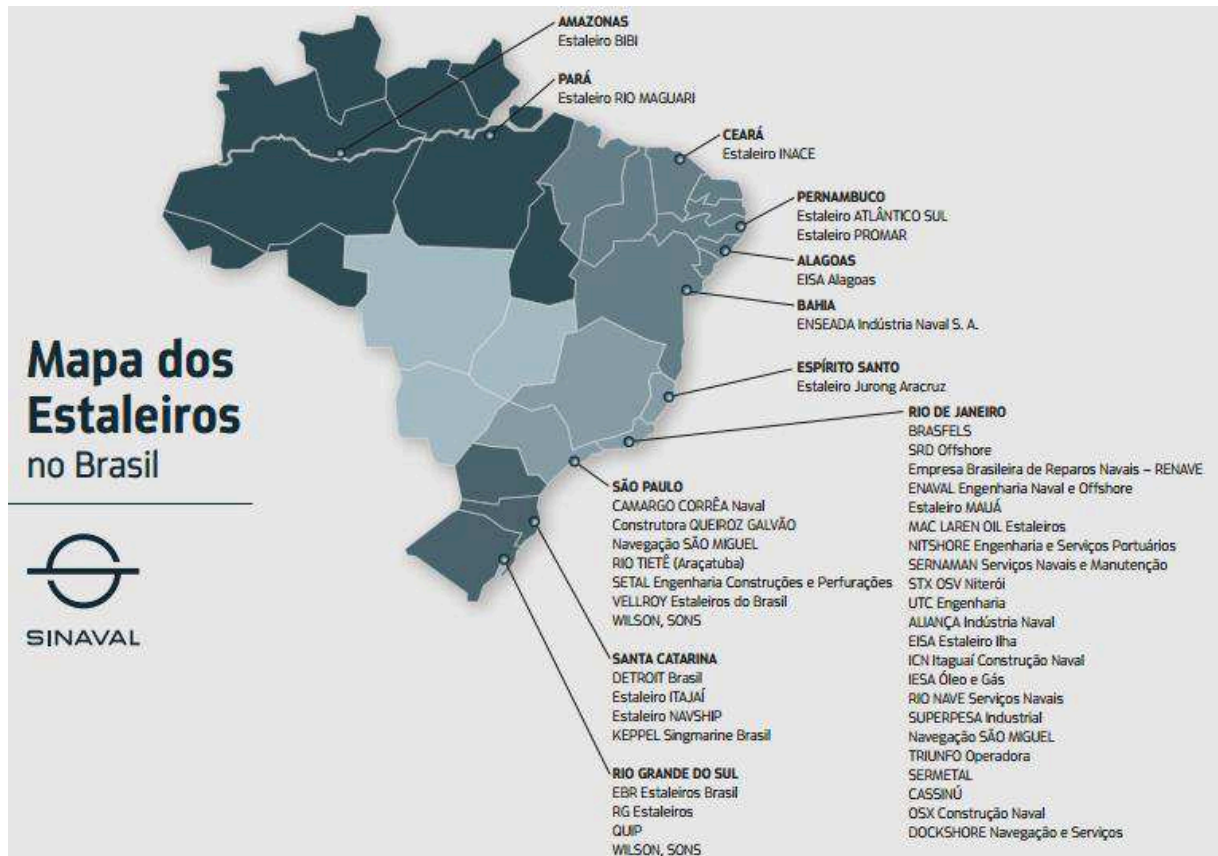 AMAZONAS
Estaleiro BIBI
PARÁ
Estaleiro RIO MAGUARI
CEARÁ
Estaleiro INACE
PERNAMBUCO
Estaleiro ATLÂNTICO SUL
Estaleiro PROMAR
ALAGOAS
EISA Alagoas
BAHIA
ENSEADA Indústria Naval S. A.
Mapa dos
Estaleiros
no Brasil
SINAVAL
ESPÍRITO SANTO
Estaleiro Jurong Aracruz
RIO DE JANEIRO
BRASFELS
SRD Offshore
Empresa Brasileira de Reparos Navais – RENAVE
ENAVAL Engenharia Naval e Offshore
Estaleiro MAUÁ
MAC LAREN OIL Estaleiros
NITSHORE Engenharia e Serviços Portuários
SERNAMAN Serviços Navais e Manutenção
STX OSV Niterói
UTC Engenharia
ALIANÇA Indústria Naval
EISA Estaleiro Ilha
ICN Itaguaí Construção Naval
IESA Óleo e Gás
RIO NAVE Serviços Navais
SUPERPESA Industrial
Navegação SÃO MIGUEL
TRIUNFO Operadora
SERMETAL
CASSINÚ
OSX Construção Naval
DOCKSHORE Navegação e Serviços
SÃO PAULO
CAMARGO CORRÊA Naval
Construtora QUEIROZ GALVÃO
Navegação SÃO MIGUEL
RIO TIETÊ (Araçatuba)
SETAL Engenharia Construções e Perfurações
VELLROY Estaleiros do Brasil
WILSON, SONS
SANTA CATARINA
DETROIT Brasil
Estaleiro ITAJAÍ
Estaleiro NAVSHIP
KEPPEL Singmarine Brasil
RIO GRANDE DO SUL
EBR Estaleiros Brasil
RG Estaleiros
QUIP
WILSON, SONS